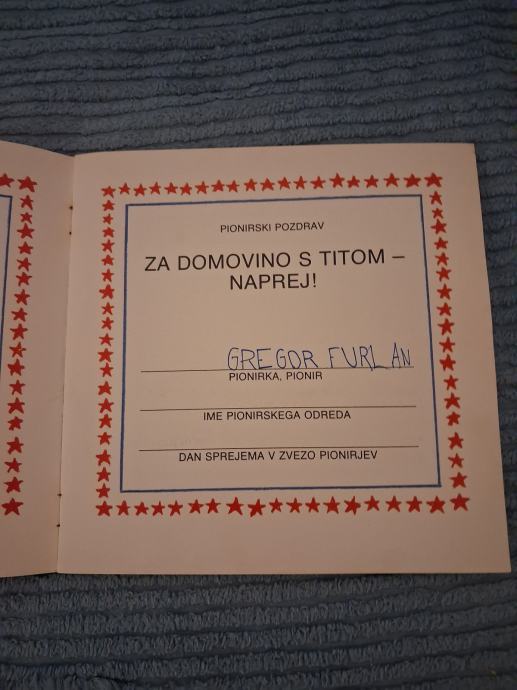 PIONIRSKI POZDRAV
ZA DOMOVINO S TITOM –
NAPREJ!
GREGOR FURLAN
PIONIRKA, PIONIR
IME PIONIRSKEGA ODREDA
DAN SPREJEMA V ZVEZO PIONIRJEV